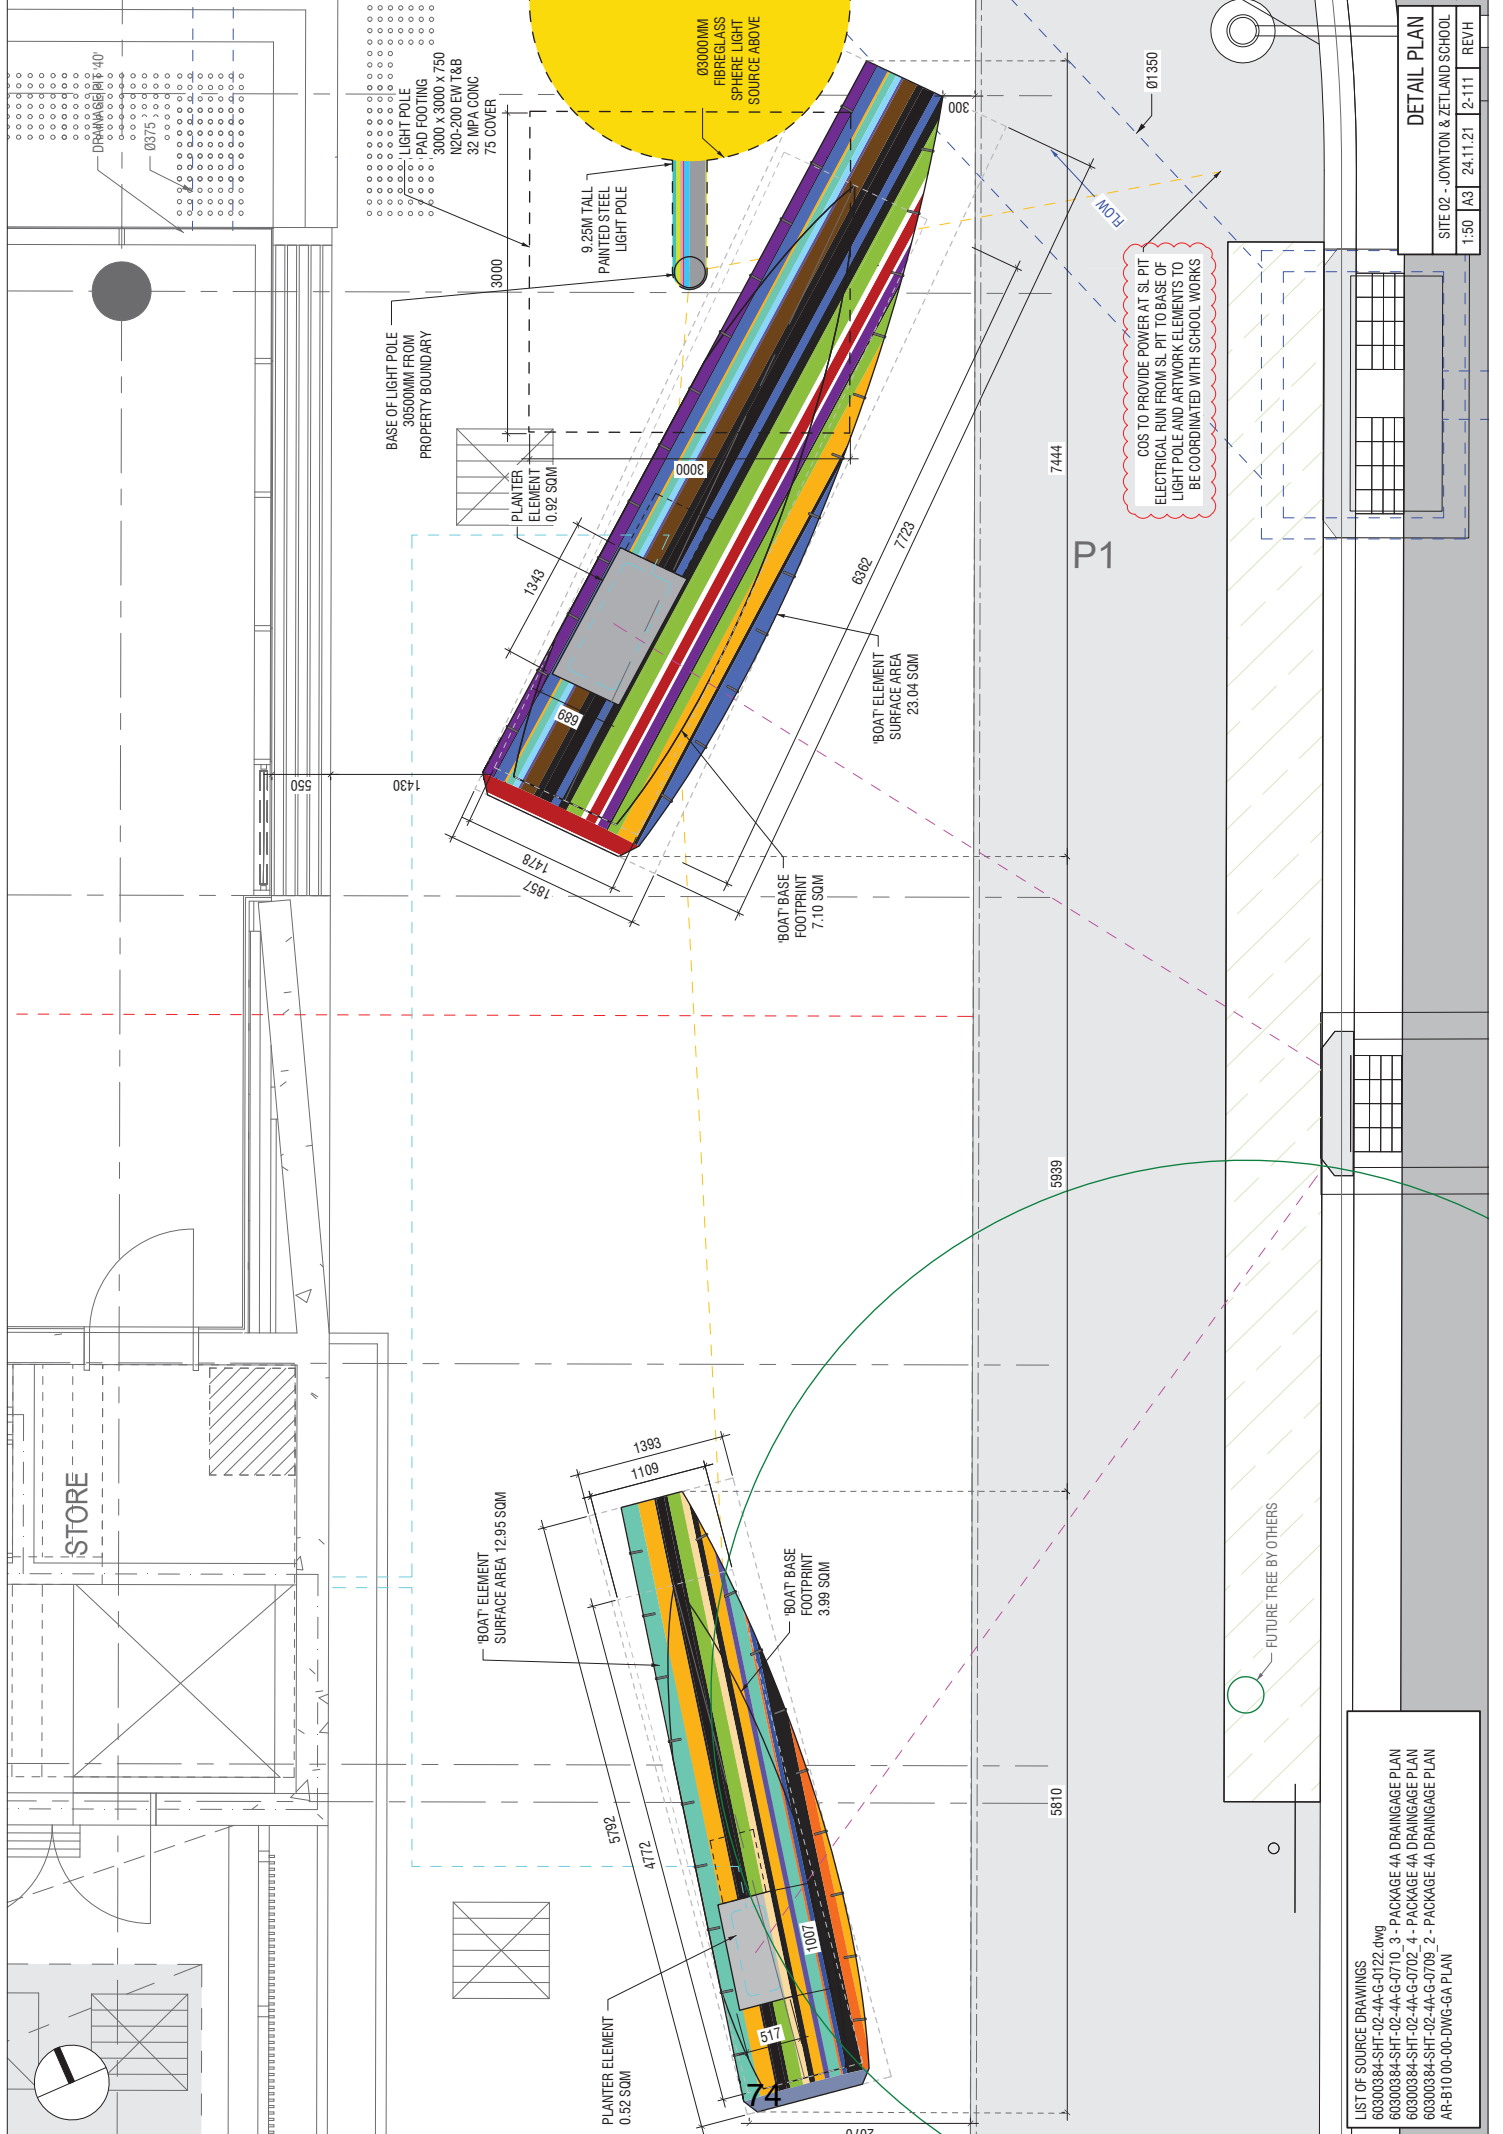 DRAINAGE PIT '40'
Ø375
LIGHT POLE
PAD FOOTING
3000 x 3000 x 750
N20-200 EW T&B
32 MPA CONC
75 COVER
Ø3000MM
FIBREGLASS
SPHERE LIGHT
SOURCE ABOVE
9.25M TALL
PAINTED STEEL
LIGHT POLE
3000
BASE OF LIGHT POLE
30500MM FROM
PROPERTY BOUNDARY
300
Ø1350
FLOW
COS TO PROVIDE POWER AT SL PIT
ELECTRICAL RUN FROM SL PIT TO BASE OF
LIGHT POLE AND ARTWORK ELEMENTS TO
BE COORDINATED WITH SCHOOL WORKS
DETAIL PLAN
SITE 02 - JOYNTON & ZETLAND SCHOOL
1:50
A3
24.11.21
2-111
REV H
PLANTER
ELEMENT
0.92 SQM
3000
1343
689
550
1430
1478
1857
6362
7723
7444
P1
'BOAT' ELEMENT
SURFACE AREA
23.04 SQM
'BOAT' BASE
FOOTPRINT
7.10 SQM
5939
STORE
1393
1109
'BOAT' ELEMENT
SURFACE AREA 12.95 SQM
'BOAT' BASE
FOOTPRINT
3.99 SQM
FUTURE TREE BY OTHERS
5792
4772
5810
1007
517
PLANTER ELEMENT
0.52 SQM
74
LIST OF SOURCE DRAWINGS
60300384-SHT-02-4A-G-0122.dwg
60300384-SHT-02-4A-G-0710_3 - PACKAGE 4A DRAINGAGE PLAN
60300384-SHT-02-4A-G-0702_4 - PACKAGE 4A DRAINGAGE PLAN
60300384-SHT-02-4A-G-0709_2 - PACKAGE 4A DRAINGAGE PLAN
AR-B10 100-00-DWG-GA PLAN